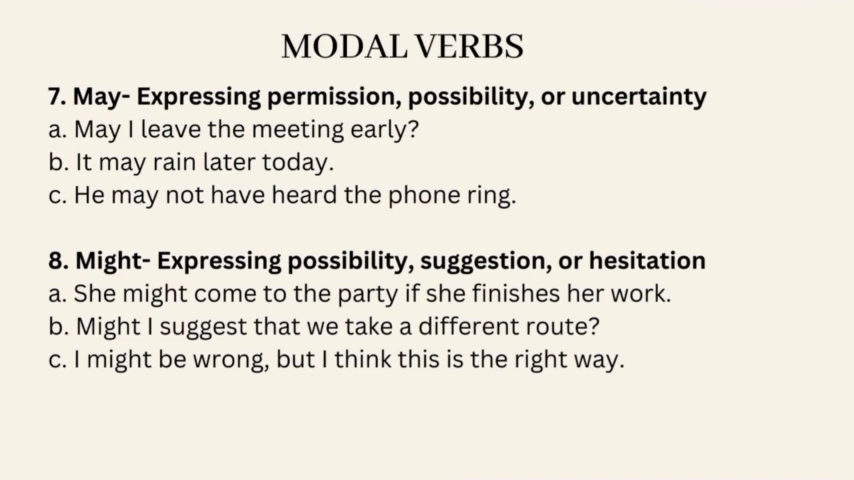 MODAL VERBS
7. May- Expressing permission, possibility, or uncertainty
a. May I leave the meeting early?
b. It may rain later today.
c. He may not have heard the phone ring.
8. Might- Expressing possibility, suggestion, or hesitation
a. She might come to the party if she finishes her work.
b. Might I suggest that we take a different route?
c. I might be wrong, but I think this is the right way.